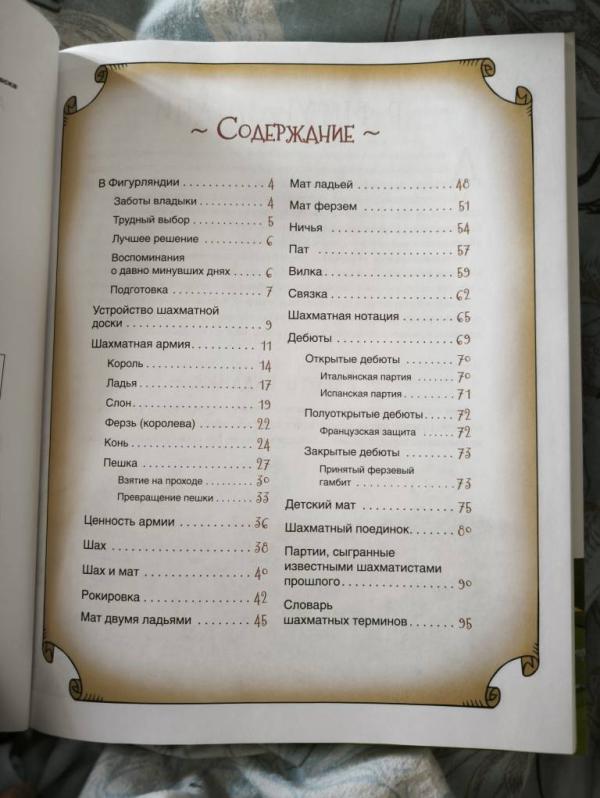 ~ Содержание ~
В Фигурляндии . . . . . . . . . . . 4
Заботы владыки . . . . . . . . . 4
Трудный выбор . . . . . . . . . . 5
Лучшее решение . . . . . . . . . 6
Воспоминания
о давно минувших днях . . . . 6
Подготовка . . . . . . . . . . . . 7
Устройство шахматной
доски . . . . . . . . . . . . . . . . . 9
Шахматная армия. . . . . . . . . . 11
Король . . . . . . . . . . . . . . . 14
Ладья . . . . . . . . . . . . . . . . 17
Слон . . . . . . . . . . . . . . . . . 19
Ферзь (королева) . . . . . . . . 22
Конь . . . . . . . . . . . . . . . . . 24
Пешка . . . . . . . . . . . . . . . . 27
Взятие на проходе . . . . . . . 30
Превращение пешки . . . . . . 33
Ценность армии . . . . . . . . . . 36
Шах . . . . . . . . . . . . . . . . . . 38
Шах и мат . . . . . . . . . . . . . . 40
Рокировка . . . . . . . . . . . . . . 42
Мат двумя ладьями . . . . . . . . 45
Мат ладьей . . . . . . . . . . . . . 48
Мат ферзем . . . . . . . . . . . . . 51
Ничья . . . . . . . . . . . . . . . . . 54
Пат . . . . . . . . . . . . . . . . . . 57
Вилка . . . . . . . . . . . . . . . . . 59
Связка . . . . . . . . . . . . . . . . 62
Шахматная нотация . . . . . . . . 65
Дебюты . . . . . . . . . . . . . . . . 69
Открытые дебюты . . . . . . . . 70
Итальянская партия . . . . . . 70
Испанская партия . . . . . . . . 71
Полуоткрытые дебюты. . . . . 72
Французская защита . . . . . 72
Закрытые дебюты . . . . . . . . 73
Принятый ферзевый
гамбит . . . . . . . . . . . . . . . 73
Детский мат . . . . . . . . . . . . . 75
Шахматный поединок. . . . . . . 80
Партии, сыгранные
известными шахматистами
прошлого. . . . . . . . . . . . . . . . 90
Словарь
шахматных терминов. . . . . . . 95